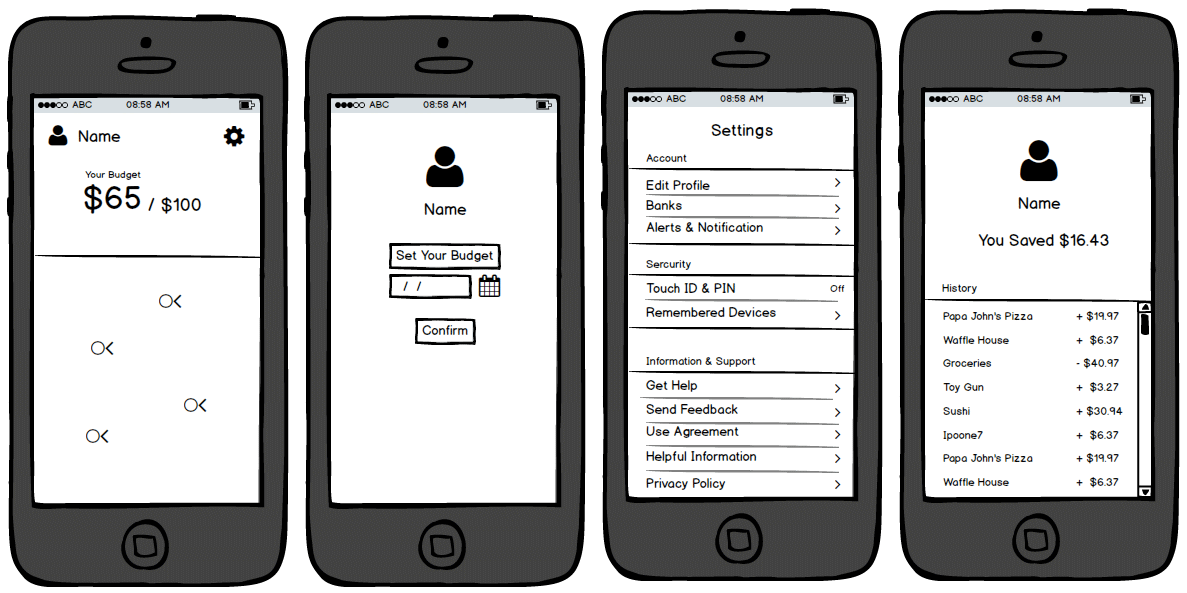 ABC 08:58 AM
Name
Your Budget
$65 / $100
ABC 08:58 AM
Name
Set Your Budget
/ /
Confirm
ABC 08:58 AM
Settings
Account
Edit Profile
Banks
Alerts & Notification
Sercurity
Touch ID & PIN Off
Remembered Devices
Information & Support
Get Help
Send Feedback
Use Agreement
Helpful Information
Privacy Policy
ABC 08:58 AM
Name
You Saved $16.43
History
Papa John's Pizza + $19.97
Waffle House + $6.37
Groceries - $40.97
Toy Gun + $3.27
Sushi + $30.94
Ipoone7 + $6.37
Papa John's Pizza + $19.97
Waffle House + $6.37